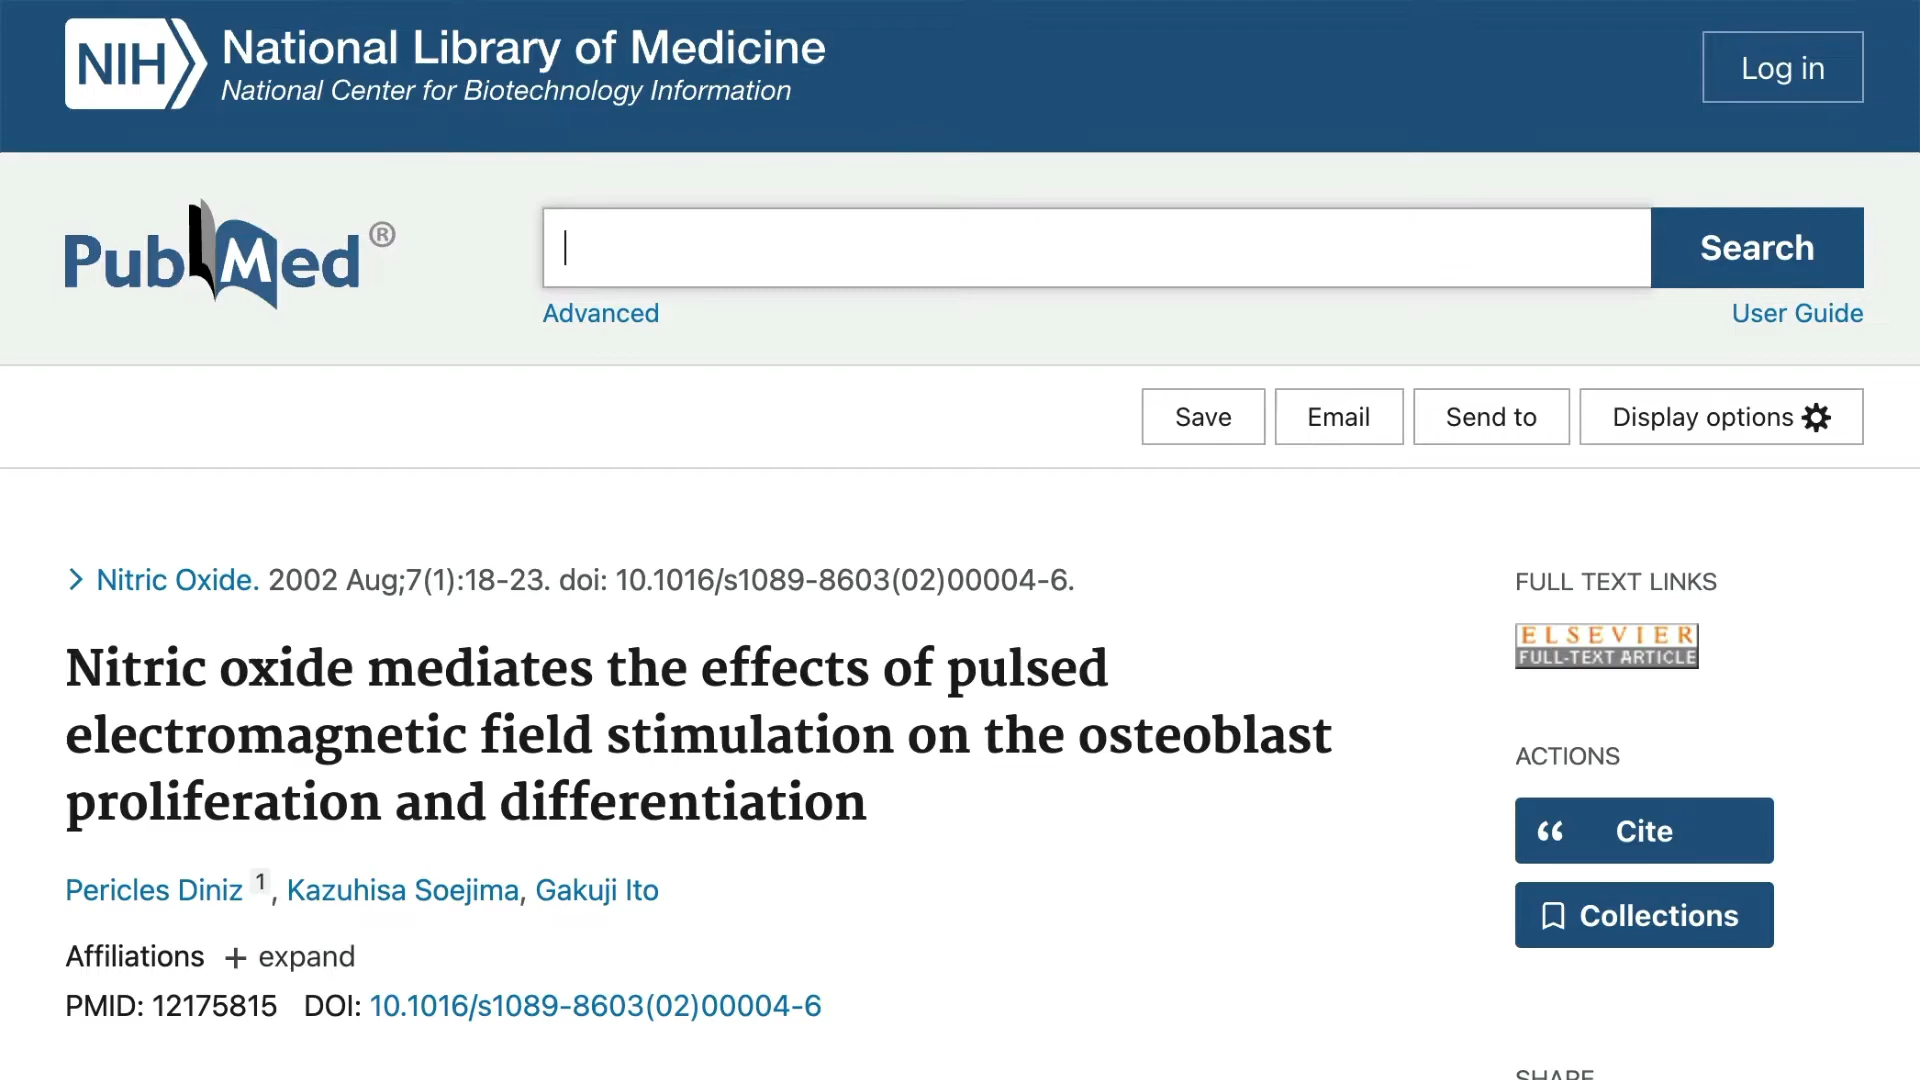 NIH National Library of Medicine
National Center for Biotechnology Information
Log in
PubMed®
Search
Advanced
User Guide
Save
Email
Send to
Display options
Nitric Oxide. 2002 Aug;7(1):18-23. doi: 10.1016/s1089-8603(02)00004-6.
Nitric oxide mediates the effects of pulsed
electromagnetic field stimulation on the osteoblast
proliferation and differentiation
Pericles Diniz 1, Kazuhisa Soejima, Gakuji Ito
Affiliations + expand
PMID: 12175815 DOI: 10.1016/s1089-8603(02)00004-6
FULL TEXT LINKS
ELSEVIER
FULL-TEXT ARTICLE
ACTIONS
Cite
Collections
SHARE